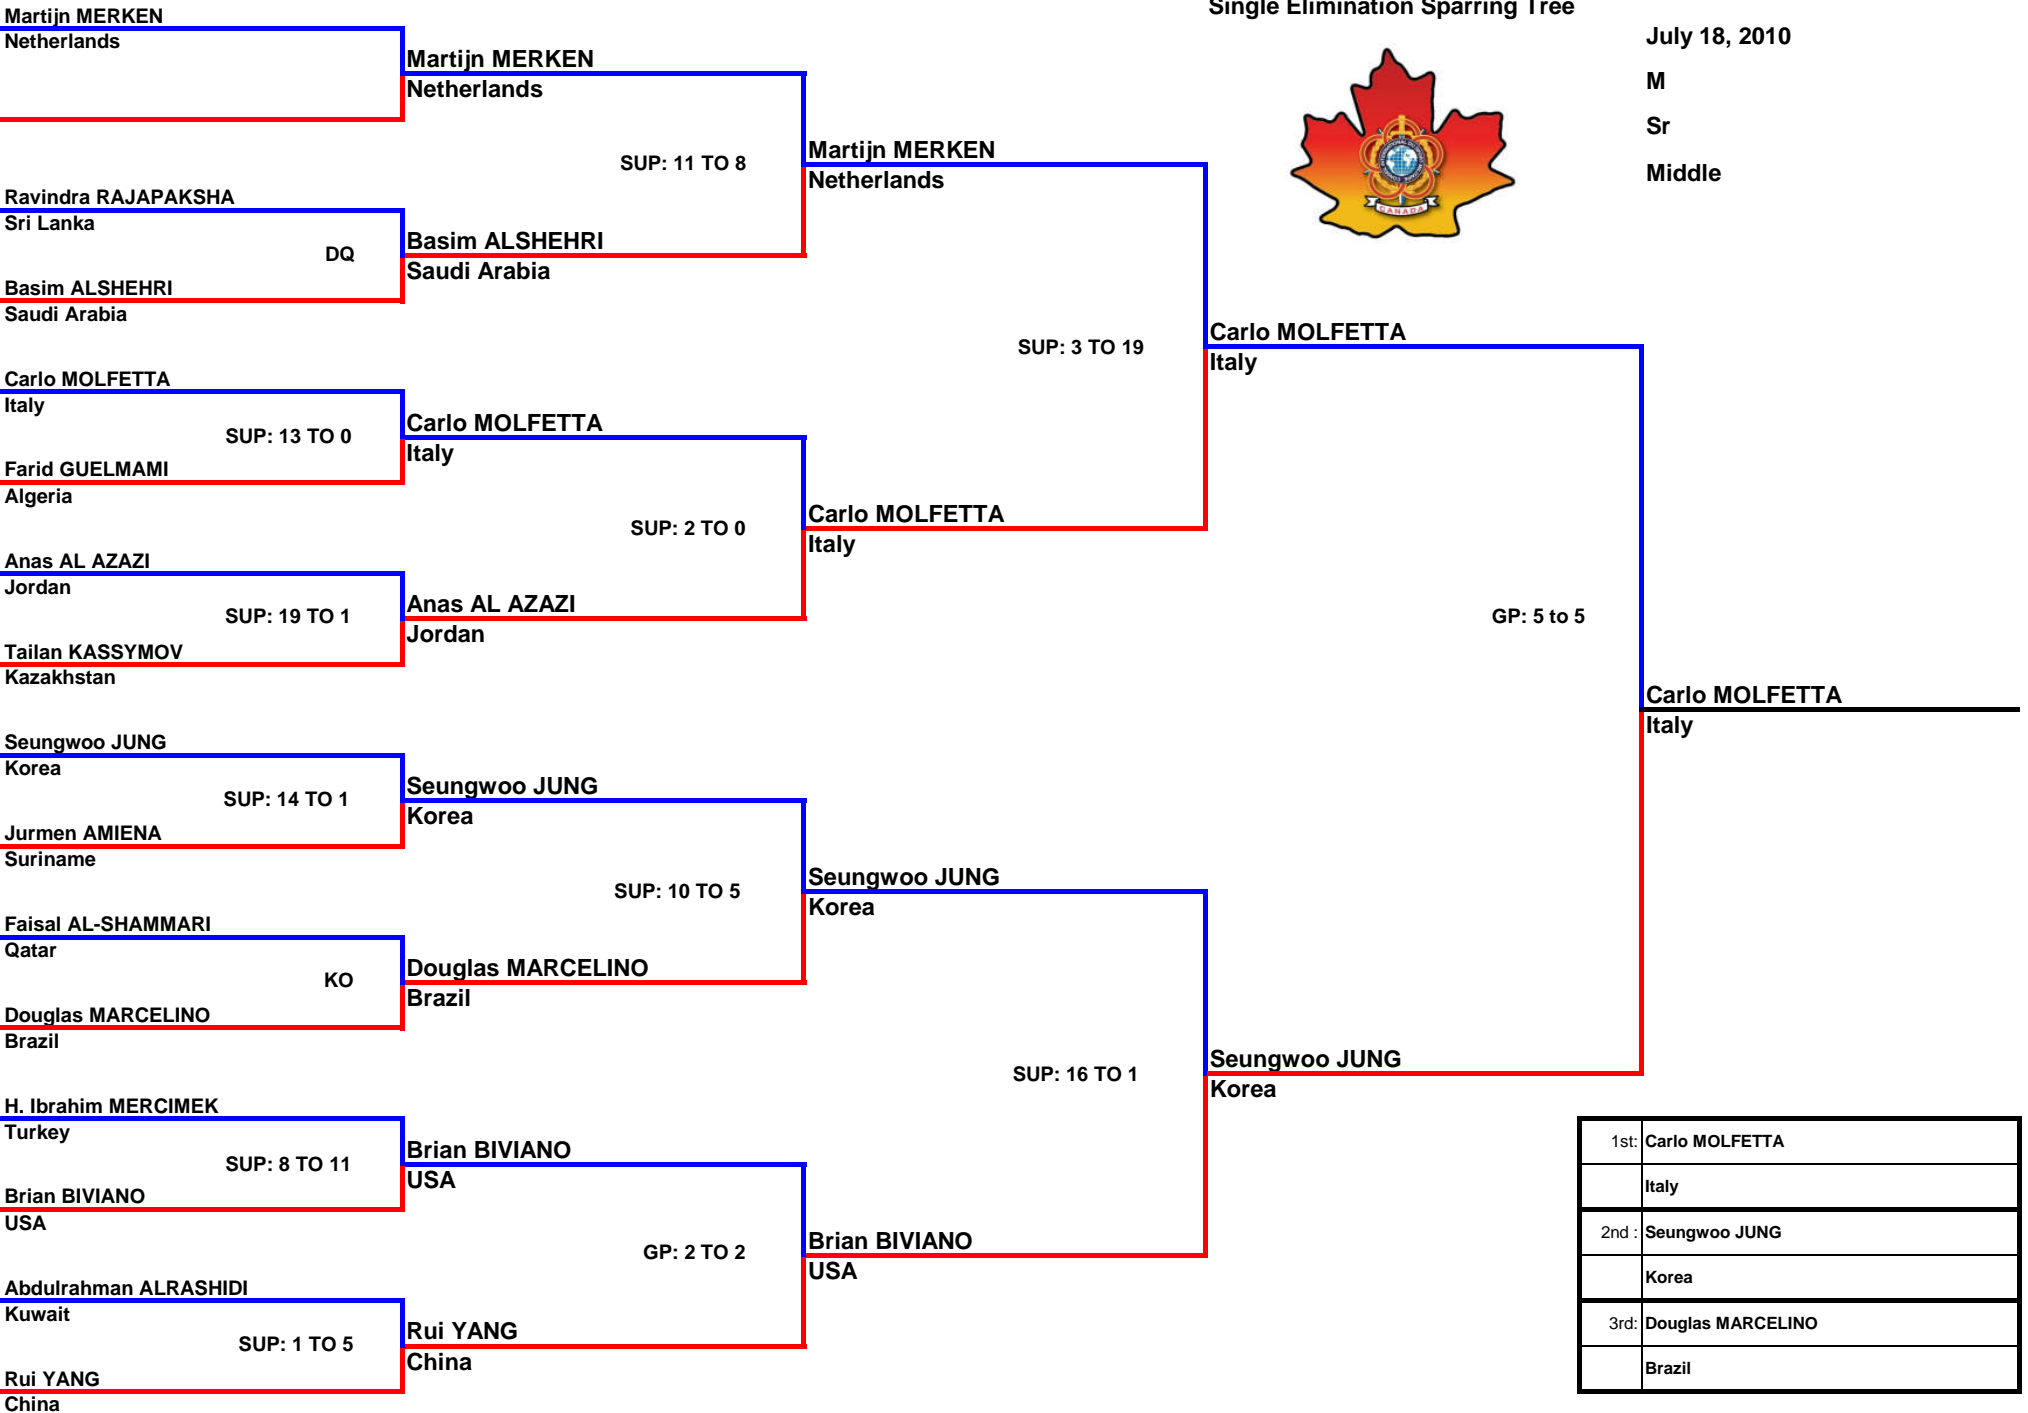 Single Elimination Sparring Tree
July 18, 2010
M
Sr
Middle
CANADA
Martijn MERKEN
Netherlands
Ravindra RAJAPAKSHA
Sri Lanka
DQ
Basim ALSHEHRI
Saudi Arabia
Carlo MOLFETTA
Italy
SUP: 13 TO 0
Farid GUELMAMI
Algeria
Anas AL AZAZI
Jordan
SUP: 19 TO 1
Tailan KASSYMOV
Kazakhstan
Seungwoo JUNG
Korea
SUP: 14 TO 1
Jurmen AMIENA
Suriname
Faisal AL-SHAMMARI
Qatar
KO
Douglas MARCELINO
Brazil
H. Ibrahim MERCIMEK
Turkey
SUP: 8 TO 11
Brian BIVIANO
USA
Abdulrahman ALRASHIDI
Kuwait
SUP: 1 TO 5
Rui YANG
China
Martijn MERKEN
Netherlands
SUP: 11 TO 8
Basim ALSHEHRI
Saudi Arabia
Carlo MOLFETTA
Italy
SUP: 2 TO 0
Anas AL AZAZI
Jordan
Seungwoo JUNG
Korea
SUP: 10 TO 5
Douglas MARCELINO
Brazil
Brian BIVIANO
USA
GP: 2 TO 2
Rui YANG
China
Martijn MERKEN
Netherlands
SUP: 3 TO 19
Carlo MOLFETTA
Italy
Seungwoo JUNG
Korea
SUP: 16 TO 1
Brian BIVIANO
USA
Carlo MOLFETTA
Italy
GP: 5 to 5
Seungwoo JUNG
Korea
Carlo MOLFETTA
Italy
1st: Carlo MOLFETTA
Italy
2nd : Seungwoo JUNG
Korea
3rd: Douglas MARCELINO
Brazil